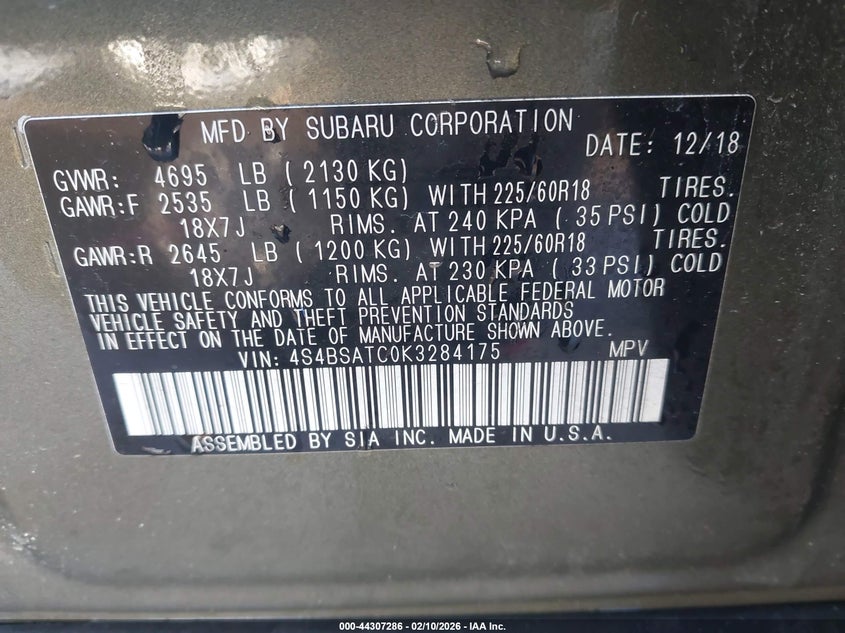 MFD BY SUBARU CORPORATION DATE: 12/18
GVWR: 4695 LB ( 2130 KG)
GAWR:F 2535 LB ( 1150 KG) WITH 225/60R18 TIRES.
18X7J RIMS. AT 240 KPA ( 35 PSI) COLD
GAWR:R 2645 LB ( 1200 KG) WITH 225/60R18 TIRES.
18X7J RIMS. AT 230 KPA ( 33 PSI) COLD
THIS VEHICLE CONFORMS TO ALL APPLICABLE FEDERAL MOTOR
VEHICLE SAFETY AND THEFT PREVENTION STANDARDS
IN EFFECT ON THE DATE OF MANUFACTURE SHOWN ABOVE.
VIN: 4S4BSATC0K3284175 MPV
ASSEMBLED BY SIA INC. MADE IN U.S.A.
000-44307286 - 02/10/2026 - IAA Inc.